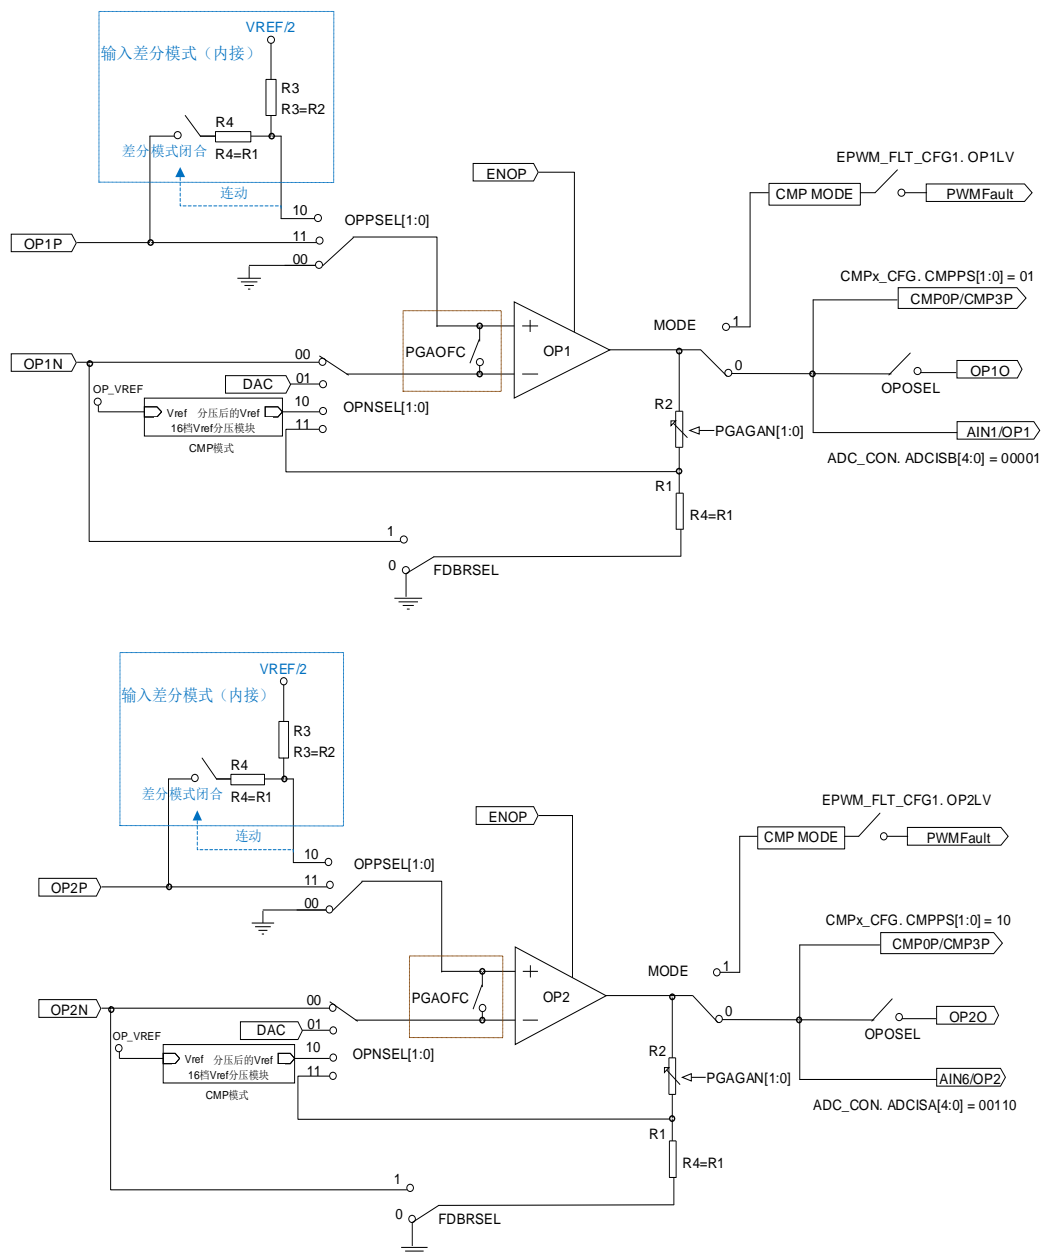 VREF/2
输入差分模式（内接）
R3
R3=R2
R4
差分模式闭合
R4=R1
连动
10
OPPSEL[1:0]
OP1P
11
00
ENOP
EPWM_FLT_CFG1. OP1LV
CMP MODE
PWMFault
CMPx_CFG. CMPPS[1:0] = 01
CMP0P/CMP3P
MODE
1
PGAOFC
OP1
OP1N
00
0
DAC
01
OP_VREF
10
OPNSEL[1:0]
OPOSEL
OP1O
Vref
分压后的Vref
16档Vref分压模块
11
CMP模式
R2
PGAGAN[1:0]
AIN1/OP1
ADC_CON. ADCISB[4:0] = 00001
R1
R4=R1
1
0
FDBRSEL
VREF/2
输入差分模式（内接）
R3
R3=R2
R4
差分模式闭合
R4=R1
连动
10
OPPSEL[1:0]
OP2P
11
00
ENOP
EPWM_FLT_CFG1. OP2LV
CMP MODE
PWMFault
CMPx_CFG. CMPPS[1:0] = 10
CMP0P/CMP3P
MODE
1
PGAOFC
OP2
OP2N
00
0
DAC
01
OP_VREF
10
OPNSEL[1:0]
OPOSEL
OP2O
Vref
分压后的Vref
16档Vref分压模块
11
CMP模式
R2
PGAGAN[1:0]
AIN6/OP2
ADC_CON. ADCISA[4:0] = 00110
R1
R4=R1
1
0
FDBRSEL